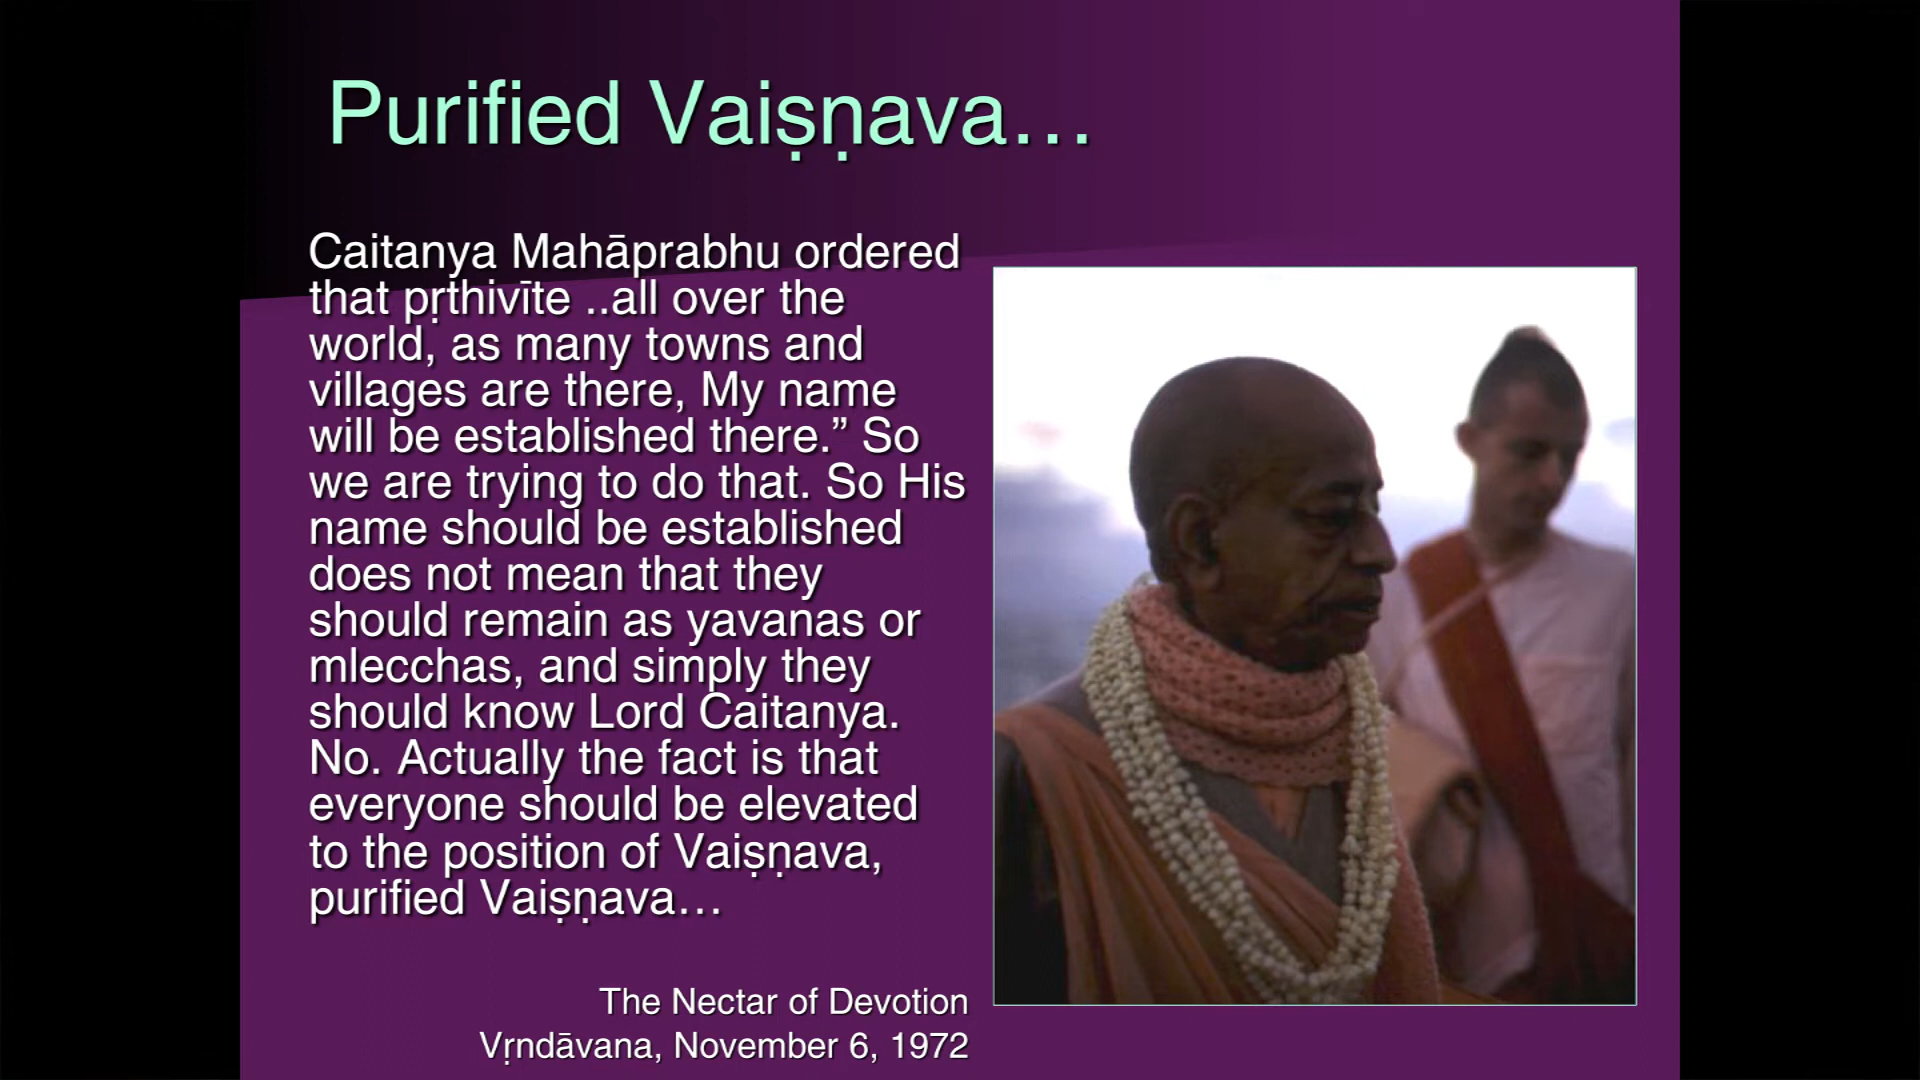 Purified Vaiṣṇava…
Caitanya Mahāprabhu ordered
that pṛthivīte ..all over the
world, as many towns and
villages are there, My name
will be established there.” So
we are trying to do that. So His
name should be established
does not mean that they
should remain as yavanas or
mlecchas, and simply they
should know Lord Caitanya.
No. Actually the fact is that
everyone should be elevated
to the position of Vaiṣṇava,
purified Vaiṣṇava…
The Nectar of Devotion
Vṛndāvana, November 6, 1972